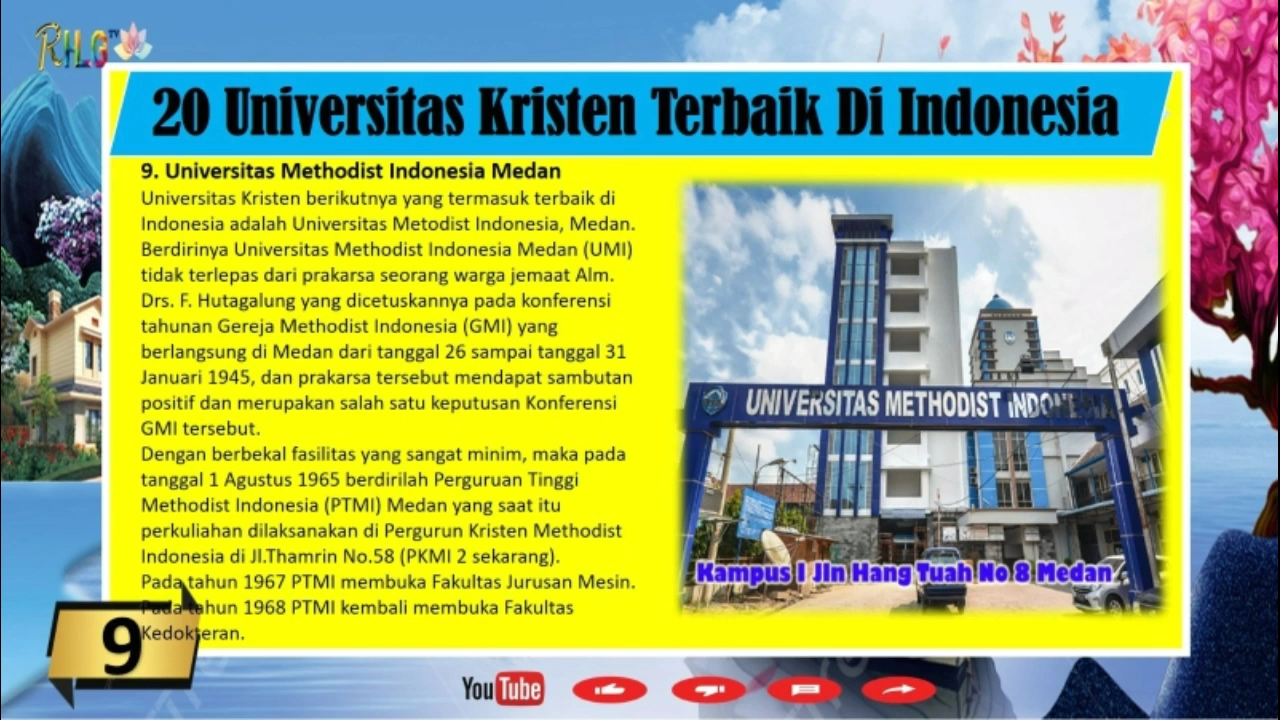 RHLG TV
20 Universitas Kristen Terbaik Di Indonesia
9. Universitas Methodist Indonesia Medan
Universitas Kristen berikutnya yang termasuk terbaik di
Indonesia adalah Universitas Metodist Indonesia, Medan.
Berdirinya Universitas Methodist Indonesia Medan (UMI)
tidak terlepas dari prakarsa seorang warga jemaat Alm.
Drs. F. Hutagalung yang dicetuskannya pada konferensi
tahunan Gereja Methodist Indonesia (GMI) yang
berlangsung di Medan dari tanggal 26 sampai tanggal 31
Januari 1945, dan prakarsa tersebut mendapat sambutan
positif dan merupakan salah satu keputusan Konferensi
GMI tersebut.
Dengan berbekal fasilitas yang sangat minim, maka pada
tanggal 1 Agustus 1965 berdirilah Perguruan Tinggi
Methodist Indonesia (PTMI) Medan yang saat itu
perkuliahan dilaksanakan di Pergurun Kristen Methodist
Indonesia di Jl.Thamrin No.58 (PKMI 2 sekarang).
Pada tahun 1967 PTMI membuka Fakultas Jurusan Mesin.
Pada tahun 1968 PTMI kembali membuka Fakultas
Kedokteran.
UNIVERSITAS METHODIST INDONESIA
Kampus I Jln Hang Tuah No 8 Medan
9
YouTube